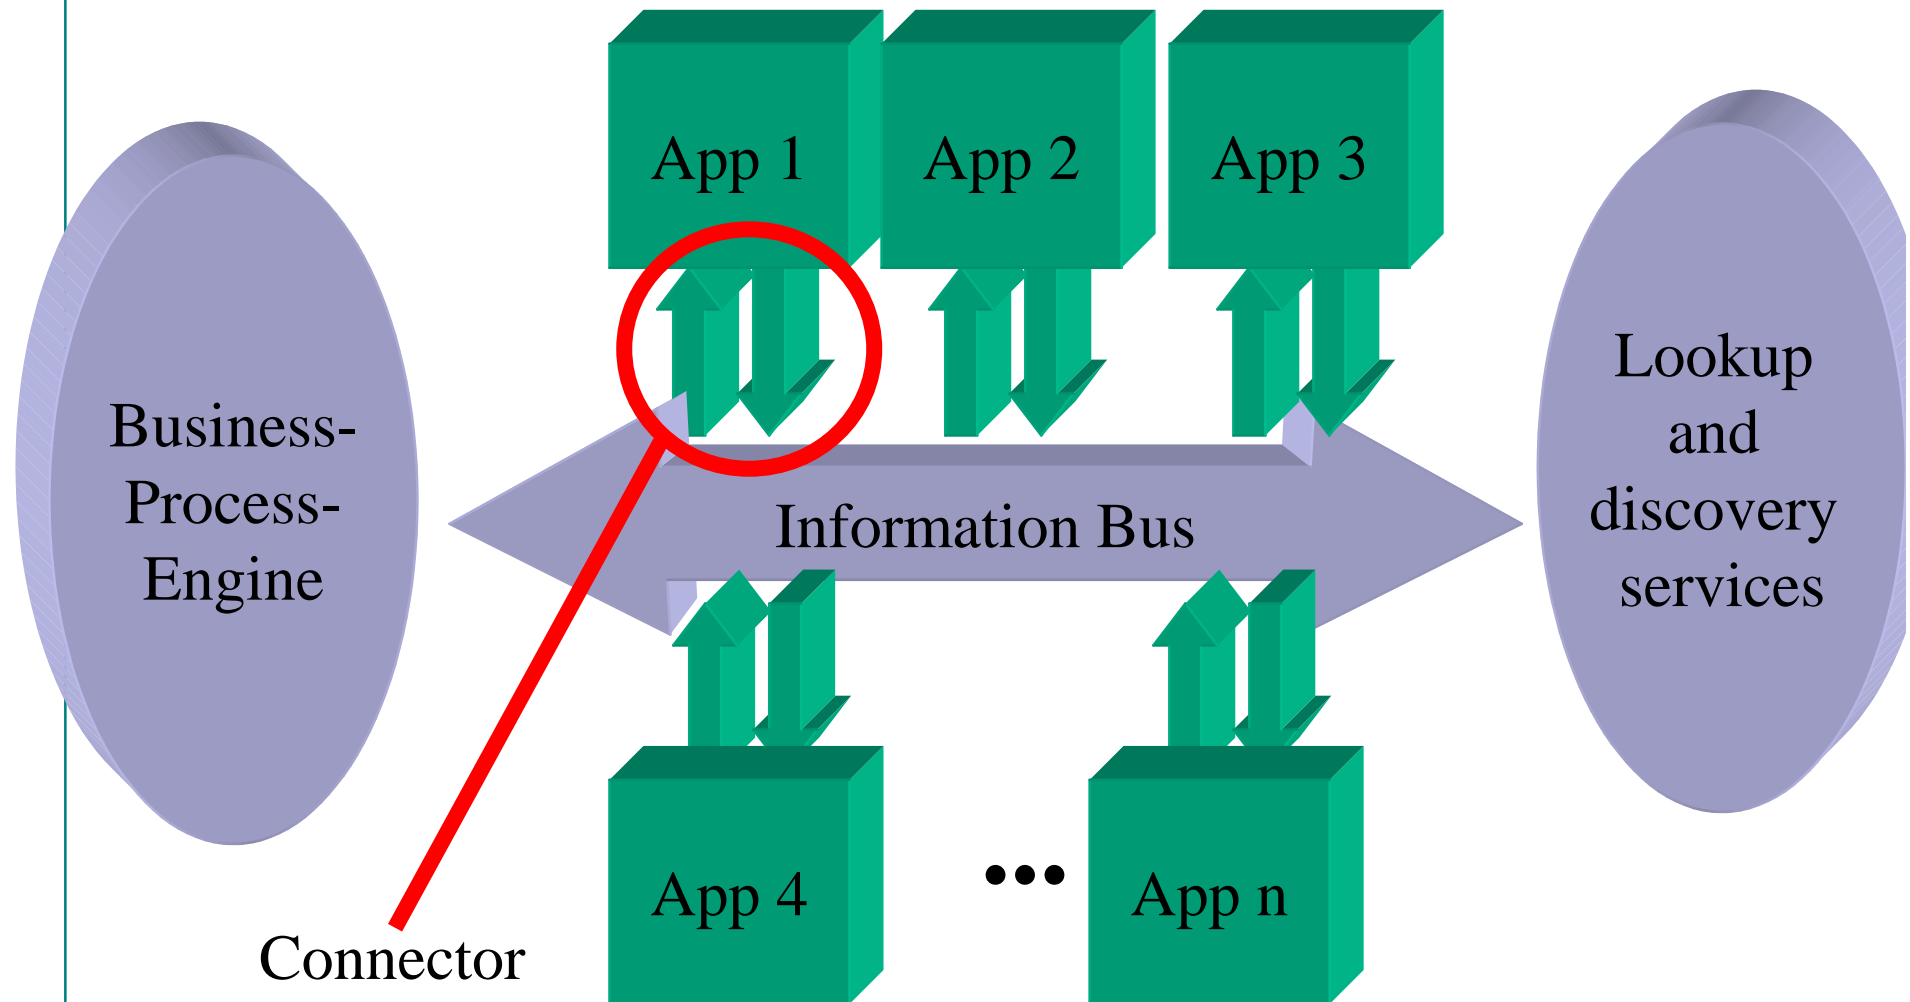 App 1
App 2
App 3
Business-
Process-
Engine
Information Bus
Lookup
and
discovery
services
App 4
•••
App n
Connector